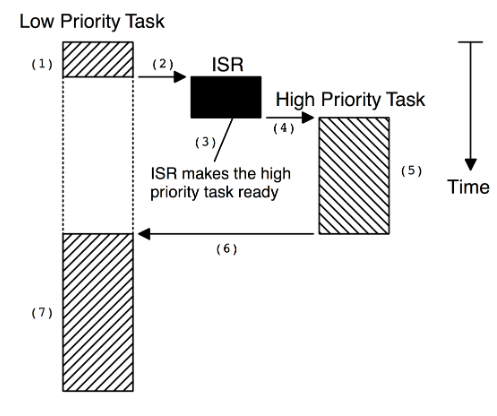 Low Priority Task
(1)
(2)
ISR
High Priority Task
(3)
(4)
ISR makes the high
priority task ready
(5)
Time
(6)
(7)